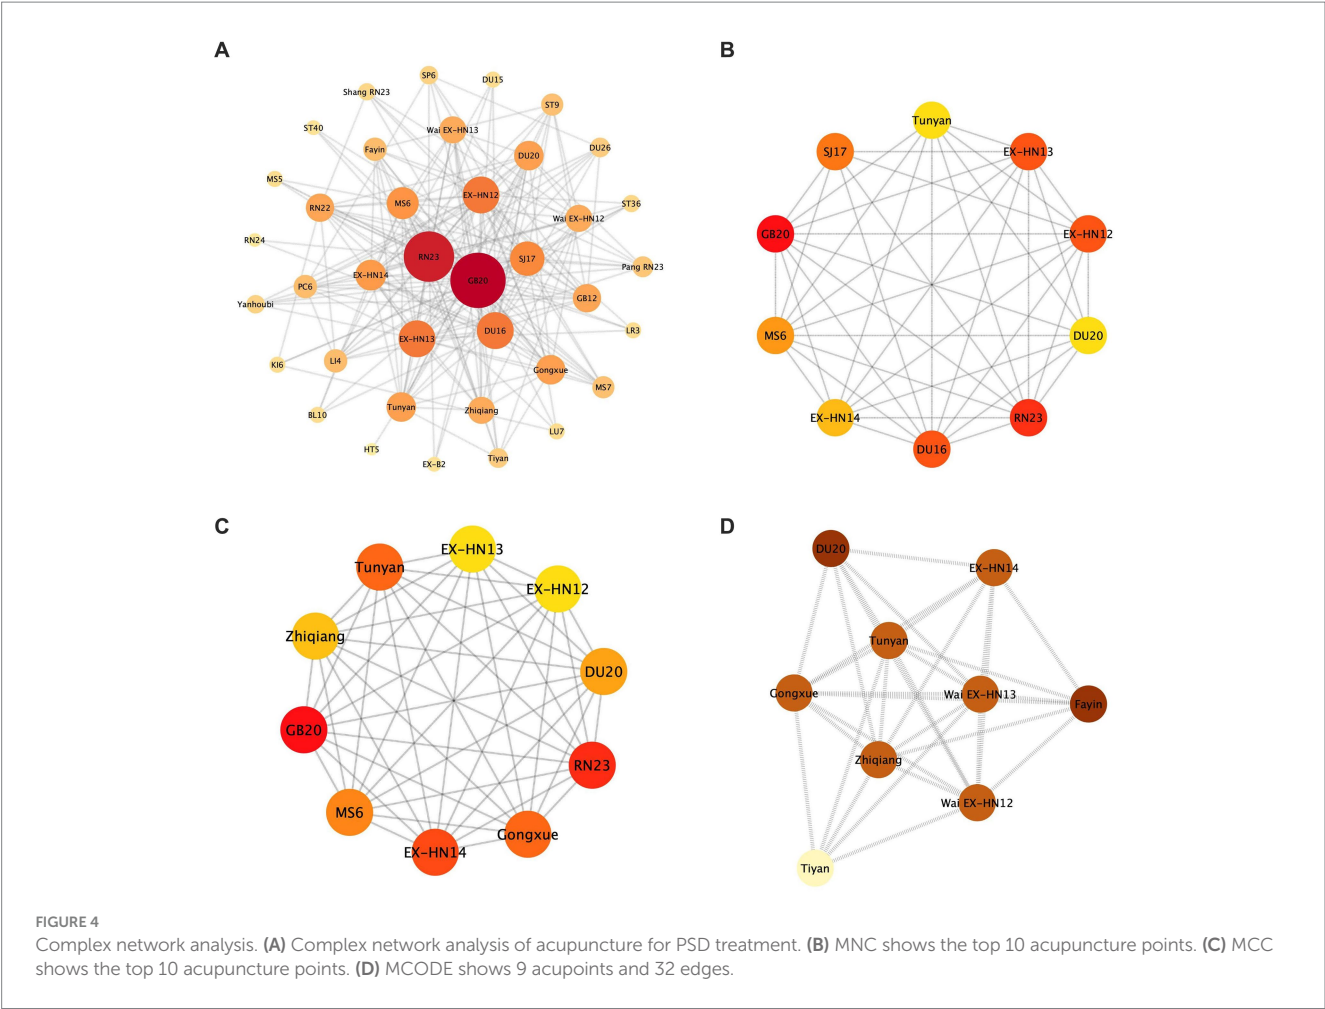 A
SP6
DU15
Shang RN23
ST9
ST40
Wai EX-HN13
Fayin
DU20
DU26
MS5
EX-HN12
RN22
MS6
ST36
Wai EX-HN12
RN24
RN23
SJ17
Pang RN23
EX-HN14
GB20
PC6
GB12
Yanhoubi
DU16
LR3
EX-HN13
KI6
LI4
Gongxue
MS7
BL10
Tunyan
Zhiqiang
LU7
HT5
EX-B2
Tiyan
B
Tunyan
SJ17
EX-HN13
GB20
EX-HN12
MS6
DU20
EX-HN14
RN23
DU16
C
EX-HN13
Tunyan
EX-HN12
Zhiqiang
DU20
GB20
RN23
MS6
Gongxue
EX-HN14
D
DU20
EX-HN14
Tunyan
Gongxue
Wai EX-HN13
Fayin
Zhiqiang
Wai EX-HN12
Tiyan
FIGURE 4
Complex network analysis. (A) Complex network analysis of acupuncture for PSD treatment. (B) MNC shows the top 10 acupuncture points. (C) MCC
shows the top 10 acupuncture points. (D) MCODE shows 9 acupoints and 32 edges.